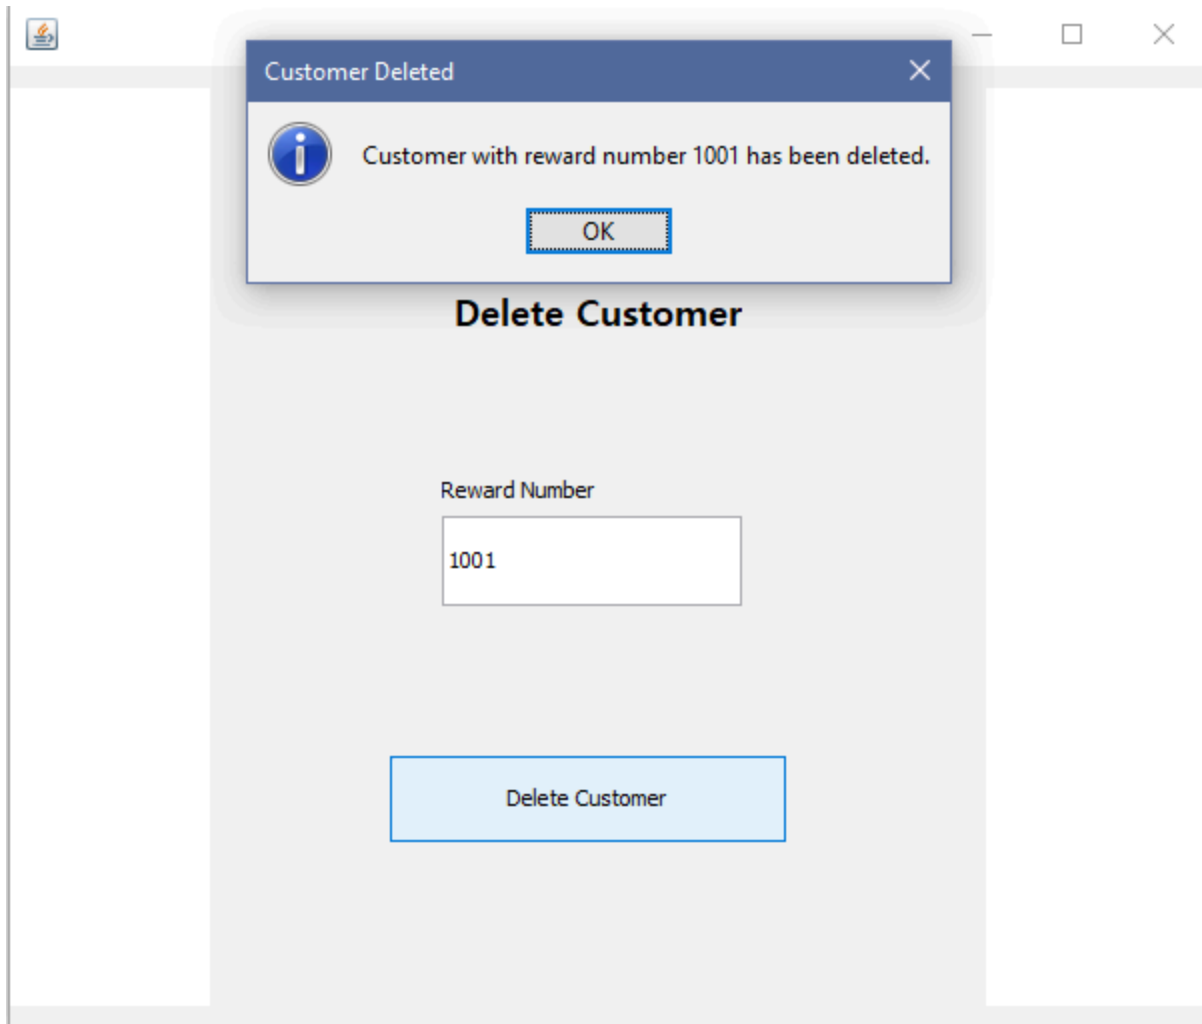 Customer Deleted
Customer with reward number 1001 has been deleted.
OK
Delete Customer
Reward Number
1001
Delete Customer